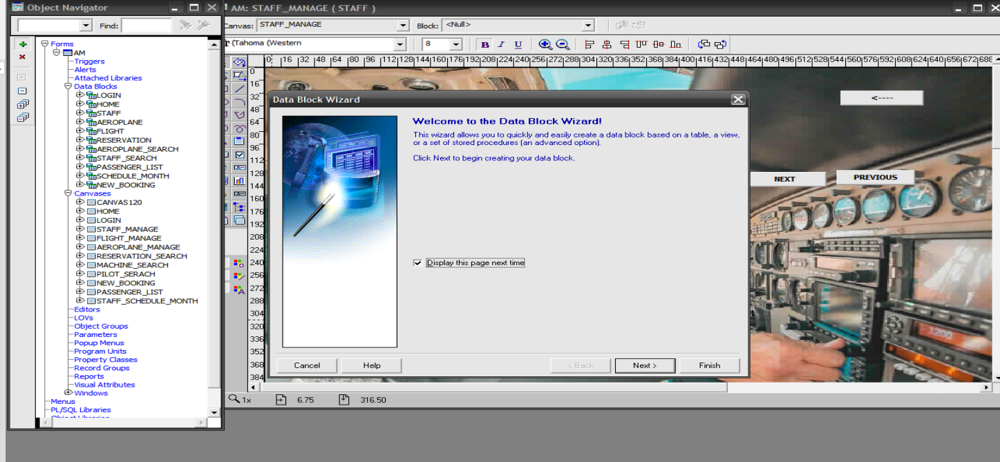 Object Navigator
Find:
Forms
AM
Triggers
Alerts
Attached Libraries
Data Blocks
LOGIN
HOME
STAFF
AEROPLANE
FLIGHT
RESERVATION
AEROPLANE_SEARCH
STAFF_SEARCH
PASSENGER_LIST
SCHEDULE_MONTH
NEW_BOOKING
Canvases
CANVAS120
HOME
LOGIN
STAFF_MANAGE
FLIGHT_MANAGE
AEROPLANE_MANAGE
RESERVATION_SEARCH
MACHINE_SEARCH
PILOT_SERACH
NEW_BOOKING
PASSENGER_LIST
STAFF_SCHEDULE_MONTH
Editors
LOVs
Object Groups
Parameters
Popup Menus
Program Units
Property Classes
Record Groups
Reports
Visual Attributes
Windows
Menus
PL/SQL Libraries
Object Libraries
AM: STAFF_MANAGE ( STAFF )
Canvas: STAFF_MANAGE Block: <Null>
(Tahoma (Western 8 B I U
0 16 32 48 64 80 96 112 128 144 160 176 192 208 224 240 256 272 288 304 320 336 352 368 384 400 416 432 448 464 480 496 512 528 544 560 576 592 608 624 640 656 672 686
0
16
32
48
64
80
96
112
128
144
160
176
192
208
224
240
256
272
288
304
320
336
352
368
384
<----
NEXT PREVIOUS
Data Block Wizard
Welcome to the Data Block Wizard!
This wizard allows you to quickly and easily create a data block based on a table, a view,
or a set of stored procedures (an advanced option).
Click Next to begin creating your data block.
Display this page next time
Cancel Help < Back Next > Finish
1x 6.75 316.50